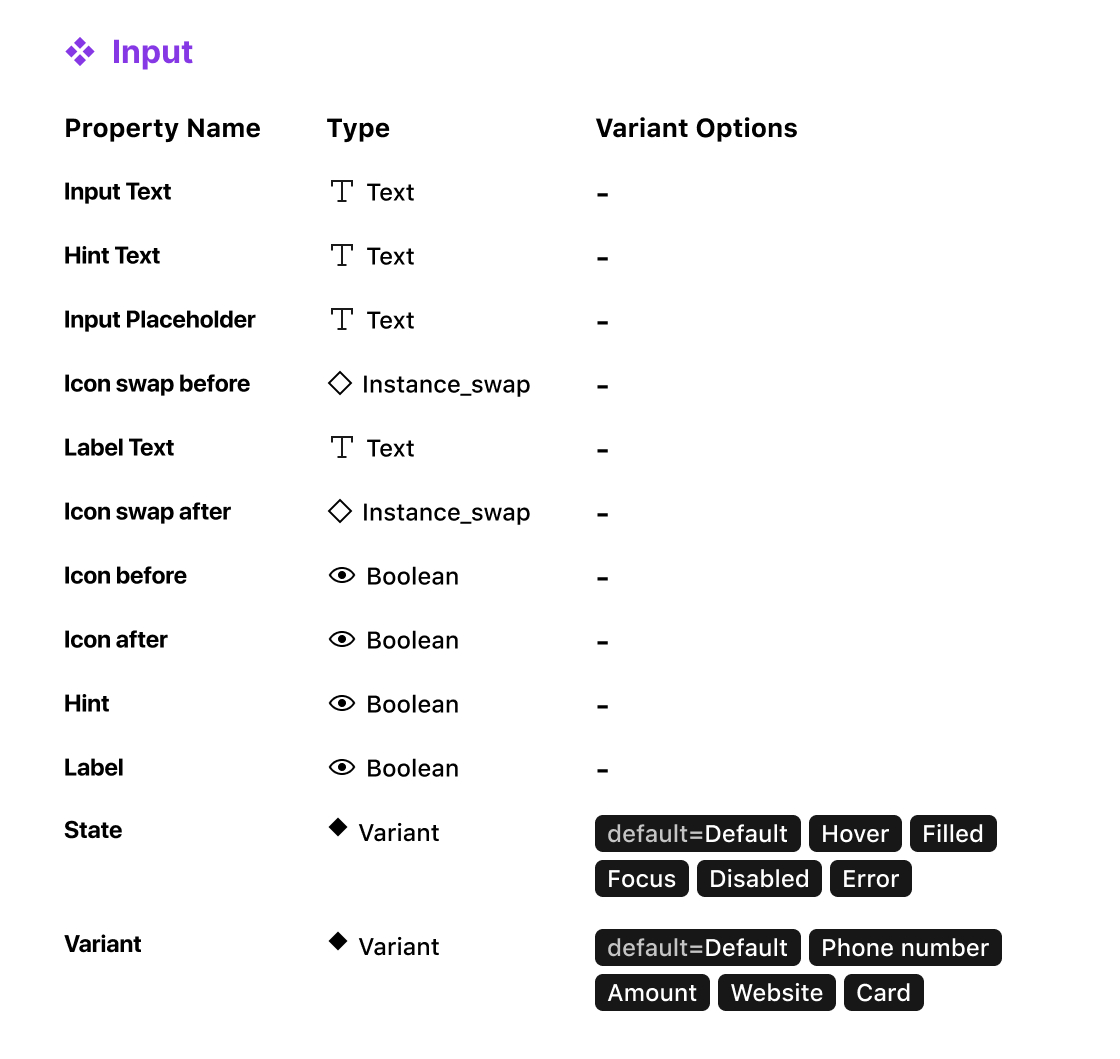 Input
Property Name Type Variant Options
Input Text Text -
Hint Text Text -
Input Placeholder Text -
Icon swap before Instance_swap -
Label Text Text -
Icon swap after Instance_swap -
Icon before Boolean -
Icon after Boolean -
Hint Boolean -
Label Boolean -
State Variant default=Default Hover Filled
Focus Disabled Error
Variant Variant default=Default Phone number
Amount Website Card